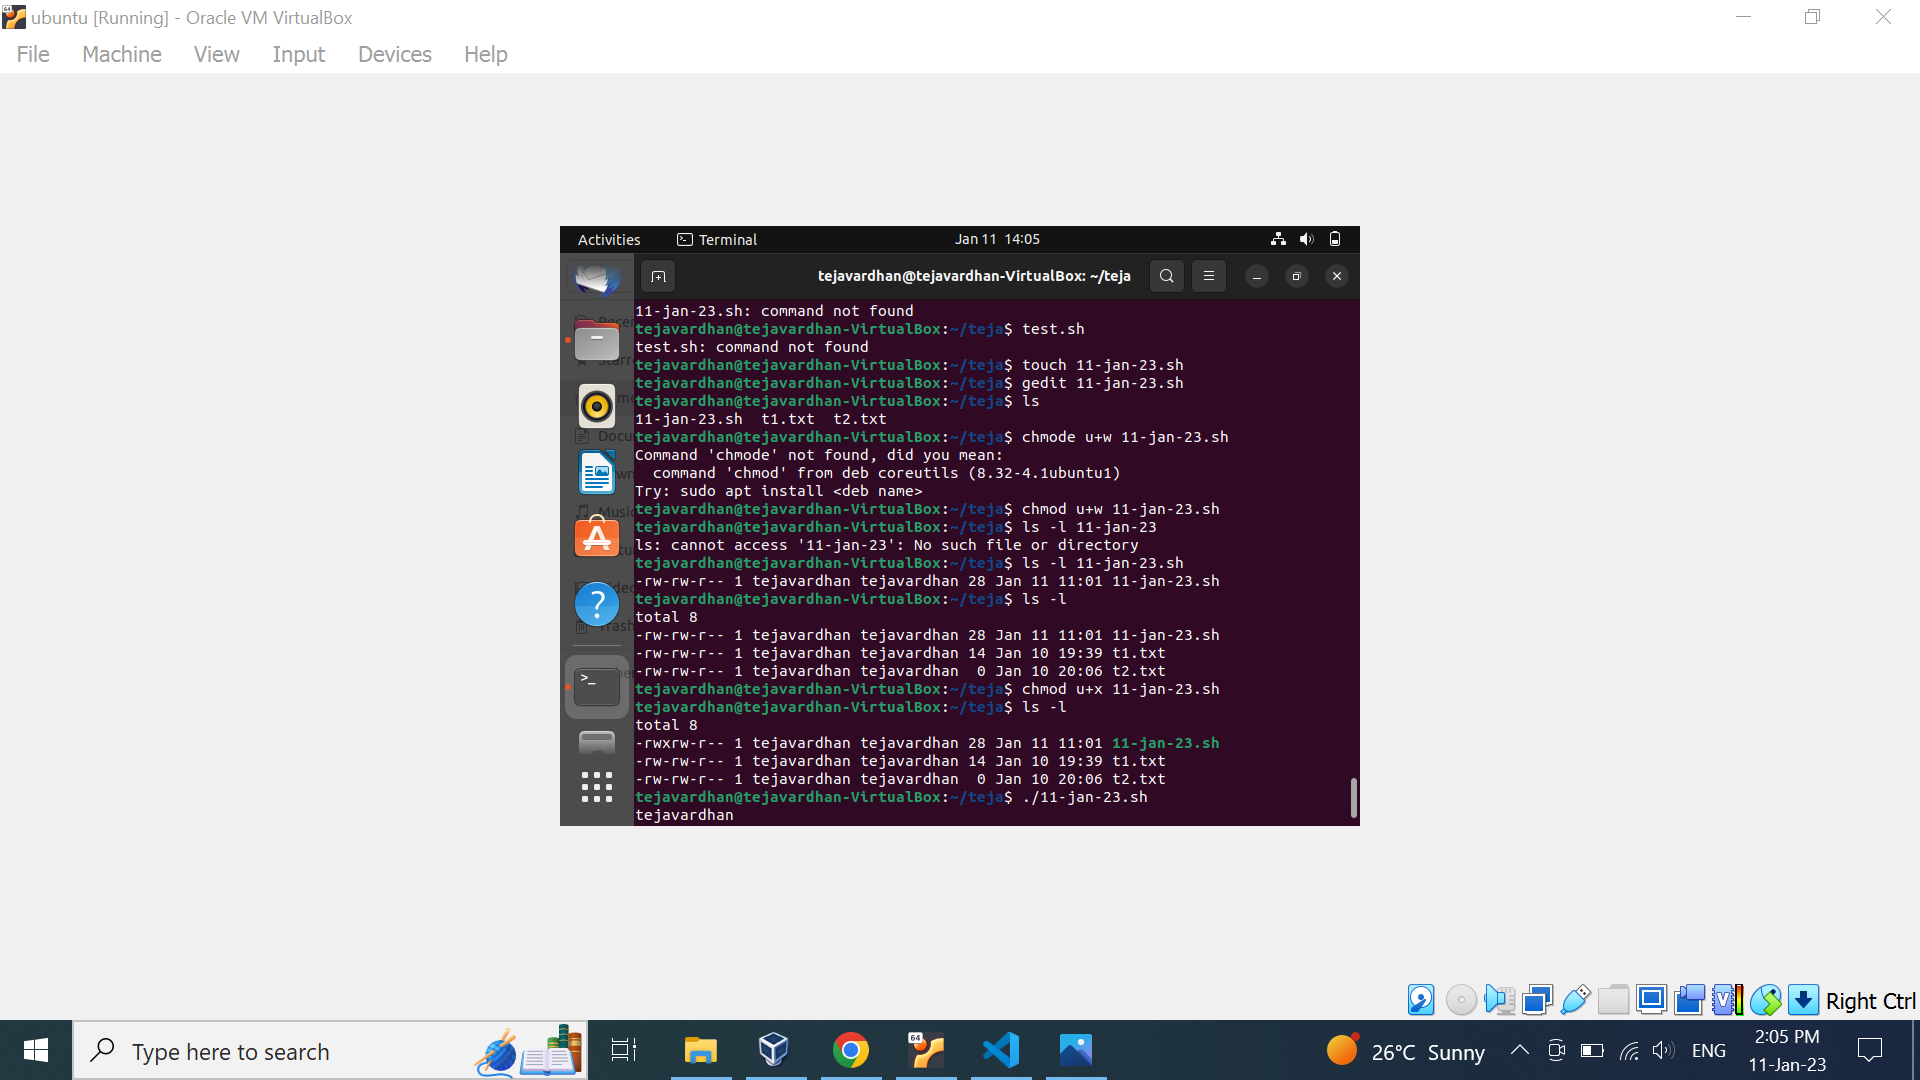 ubuntu [Running] - Oracle VM VirtualBox
File Machine View Input Devices Help
Activities Terminal Jan 11 14:05
tejavardhan@tejavardhan-VirtualBox: ~/teja
11-jan-23.sh: command not found
tejavardhan@tejavardhan-VirtualBox:~/teja$ test.sh
test.sh: command not found
tejavardhan@tejavardhan-VirtualBox:~/teja$ touch 11-jan-23.sh
tejavardhan@tejavardhan-VirtualBox:~/teja$ gedit 11-jan-23.sh
tejavardhan@tejavardhan-VirtualBox:~/teja$ ls
11-jan-23.sh  t1.txt  t2.txt
tejavardhan@tejavardhan-VirtualBox:~/teja$ chmode u+w 11-jan-23.sh
Command 'chmode' not found, did you mean:
  command 'chmod' from deb coreutils (8.32-4.1ubuntu1)
Try: sudo apt install <deb name>
tejavardhan@tejavardhan-VirtualBox:~/teja$ chmod u+w 11-jan-23.sh
tejavardhan@tejavardhan-VirtualBox:~/teja$ ls -l 11-jan-23
ls: cannot access '11-jan-23': No such file or directory
tejavardhan@tejavardhan-VirtualBox:~/teja$ ls -l 11-jan-23.sh
-rw-rw-r-- 1 tejavardhan tejavardhan 28 Jan 11 11:01 11-jan-23.sh
tejavardhan@tejavardhan-VirtualBox:~/teja$ ls -l
total 8
-rw-rw-r-- 1 tejavardhan tejavardhan 28 Jan 11 11:01 11-jan-23.sh
-rw-rw-r-- 1 tejavardhan tejavardhan 14 Jan 10 19:39 t1.txt
-rw-rw-r-- 1 tejavardhan tejavardhan  0 Jan 10 20:06 t2.txt
tejavardhan@tejavardhan-VirtualBox:~/teja$ chmod u+x 11-jan-23.sh
tejavardhan@tejavardhan-VirtualBox:~/teja$ ls -l
total 8
-rwxrw-r-- 1 tejavardhan tejavardhan 28 Jan 11 11:01 11-jan-23.sh
-rw-rw-r-- 1 tejavardhan tejavardhan 14 Jan 10 19:39 t1.txt
-rw-rw-r-- 1 tejavardhan tejavardhan  0 Jan 10 20:06 t2.txt
tejavardhan@tejavardhan-VirtualBox:~/teja$ ./11-jan-23.sh
tejavardhan
Right Ctrl
Type here to search
64
26°C Sunny
ENG
2:05 PM
11-Jan-23